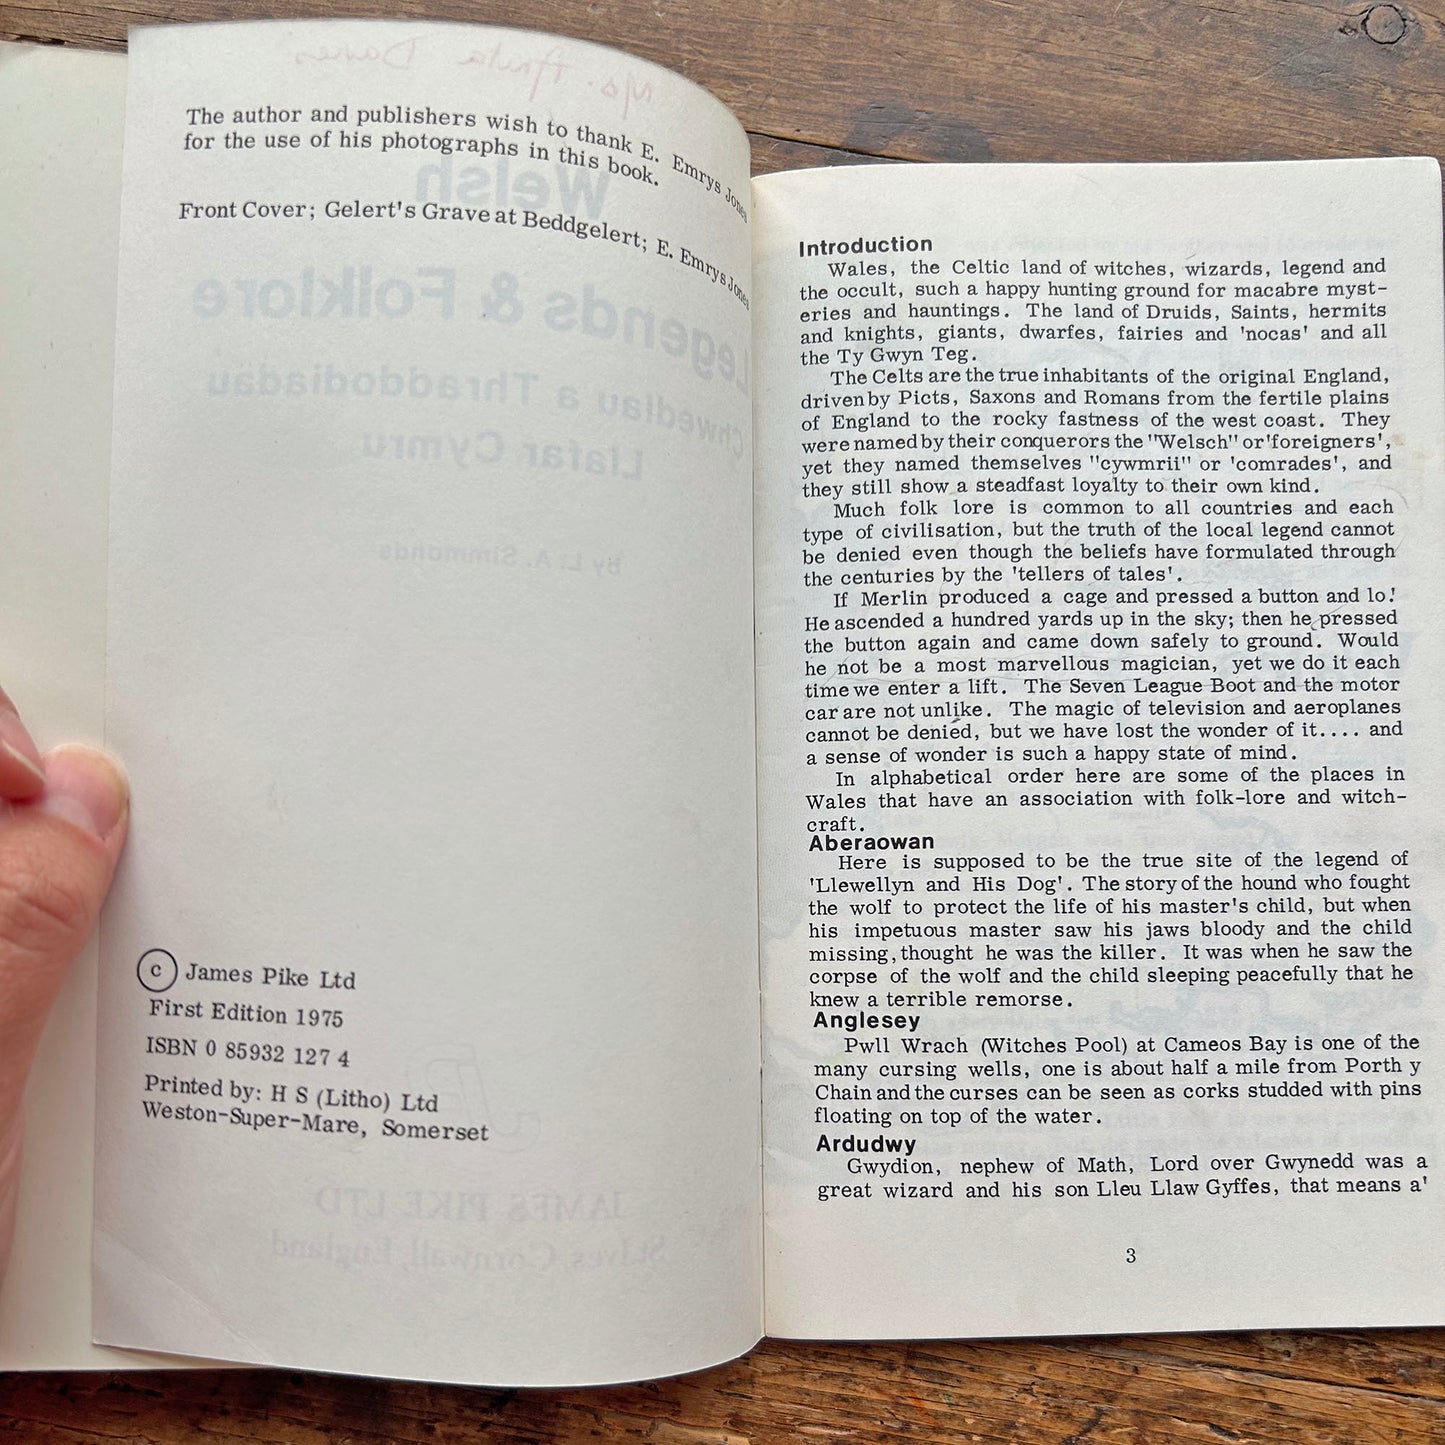 The author and publishers wish to thank E. Emrys Jones
for the use of his photographs in this book.
Front Cover; Gelert's Grave at Beddgelert; E. Emrys Jones
Welsh
Legends & Folklore
Chwedlau a Thraddodiadau
Llafar Cymru
by L. A. Simmonds
c James Pike Ltd
First Edition 1975
ISBN 0 85932 127 4
Printed by: H S (Litho) Ltd
Weston-Super-Mare, Somerset
JAMES PIKE LTD
St.Ives, Cornwall, England
Introduction
Wales, the Celtic land of witches, wizards, legend and
the occult, such a happy hunting ground for macabre myst-
eries and hauntings. The land of Druids, Saints, hermits
and knights, giants, dwarfes, fairies and 'nocas' and all
the Ty Gwyn Teg.
The Celts are the true inhabitants of the original England,
driven by Picts, Saxons and Romans from the fertile plains
of England to the rocky fastness of the west coast. They
were named by their conquerors the "Welsch" or 'foreigners',
yet they named themselves "cywmrii" or 'comrades', and
they still show a steadfast loyalty to their own kind.
Much folk lore is common to all countries and each
type of civilisation, but the truth of the local legend cannot
be denied even though the beliefs have formulated through
the centuries by the 'tellers of tales'.
If Merlin produced a cage and pressed a button and lo!
He ascended a hundred yards up in the sky; then he pressed
the button again and came down safely to ground. Would
he not be a most marvellous magician, yet we do it each
time we enter a lift. The Seven League Boot and the motor
car are not unlike. The magic of television and aeroplanes
cannot be denied, but we have lost the wonder of it.... and
a sense of wonder is such a happy state of mind.
In alphabetical order here are some of the places in
Wales that have an association with folk-lore and witch-
craft.
Aberaowan
Here is supposed to be the true site of the legend of
'Llewellyn and His Dog'. The story of the hound who fought
the wolf to protect the life of his master's child, but when
his impetuous master saw his jaws bloody and the child
missing, thought he was the killer. It was when he saw the
corpse of the wolf and the child sleeping peacefully that he
knew a terrible remorse.
Anglesey
Pwll Wrach (Witches Pool) at Cameos Bay is one of the
many cursing wells, one is about half a mile from Porth y
Chain and the curses can be seen as corks studded with pins
floating on top of the water.
Ardudwy
Gwydion, nephew of Math, Lord over Gwynedd was a
great wizard and his son Lleu Llaw Gyffes, that means a'
3